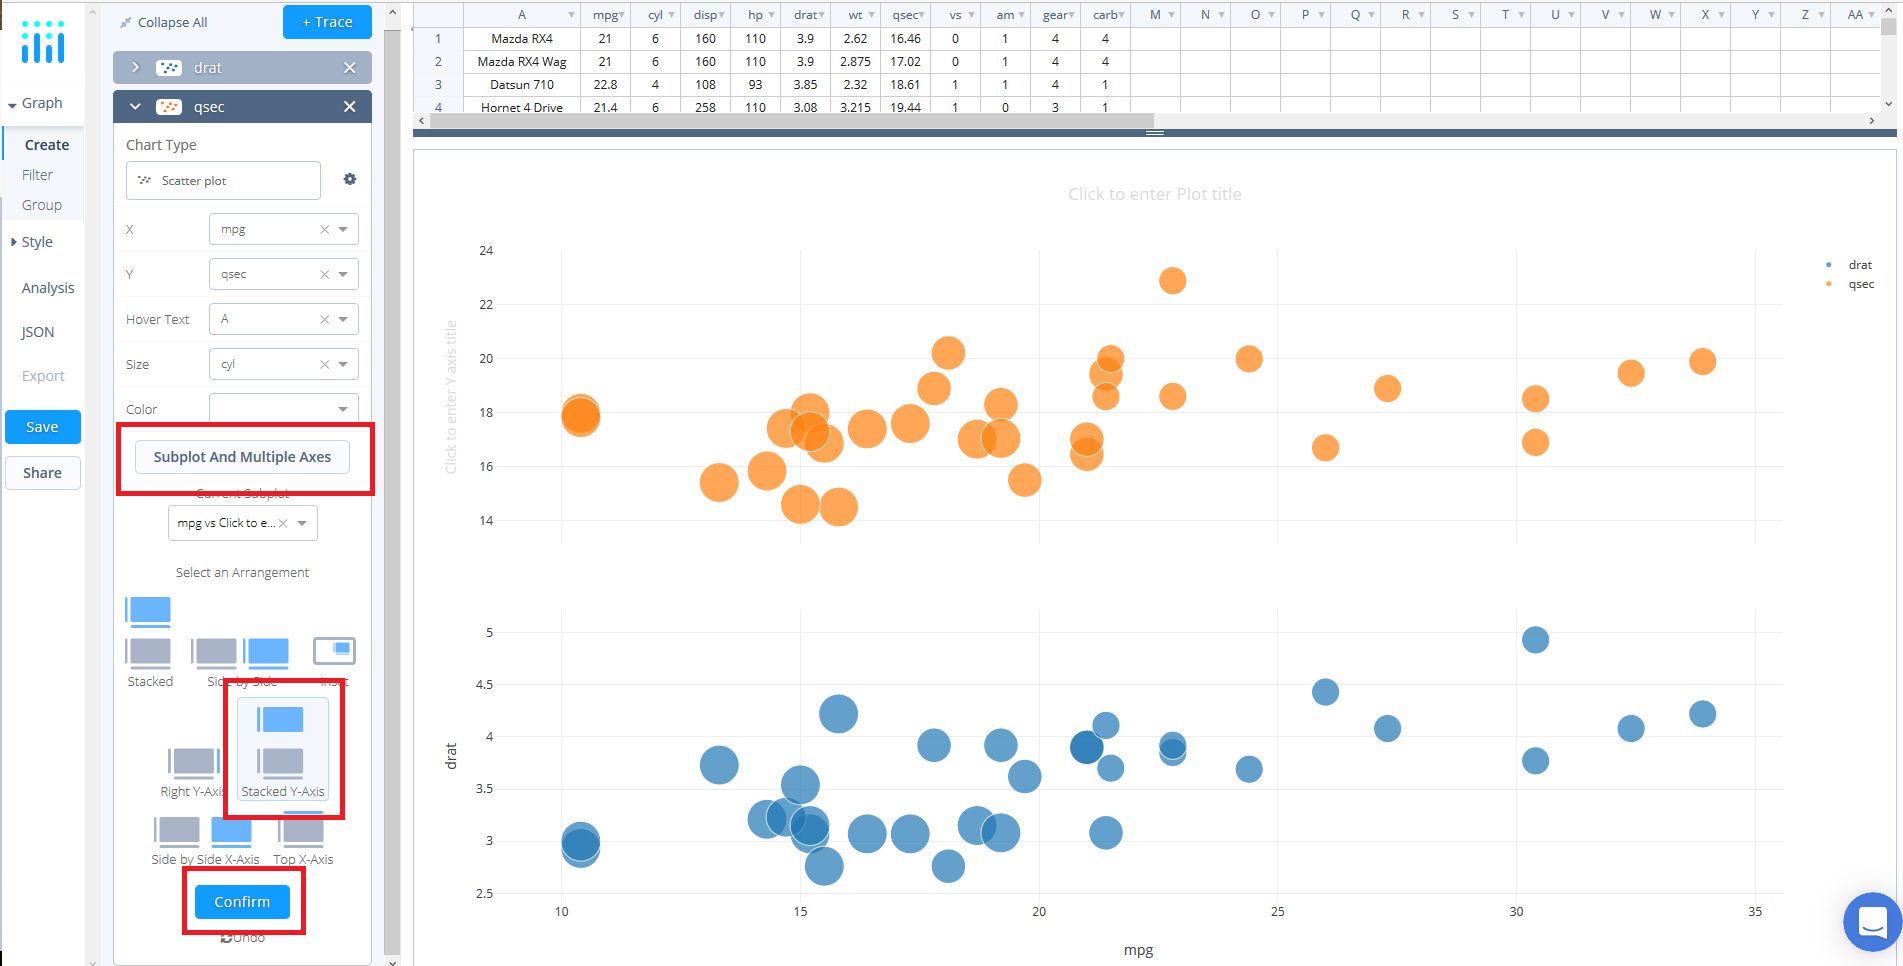 Collapse All
+ Trace
drat
qsec
Graph
Create
Filter
Group
Style
Analysis
JSON
Export
Save
Share
Chart Type
Scatter plot
X mpg
Y qsec
Hover Text A
Size cyl
Color
Subplot And Multiple Axes
Current Subplot
mpg vs Click to e...
Select an Arrangement
Stacked Side by Side Inset
Right Y-Axis Stacked Y-Axis
Side by Side X-Axis Top X-Axis
Confirm
Undo
A mpg cyl disp hp drat wt qsec vs am gear carb M N O P Q R S T U V W X Y Z AA
1 Mazda RX4 21 6 160 110 3.9 2.62 16.46 0 1 4 4
2 Mazda RX4 Wag 21 6 160 110 3.9 2.875 17.02 0 1 4 4
3 Datsun 710 22.8 4 108 93 3.85 2.32 18.61 1 1 4 1
4 Hornet 4 Drive 21.4 6 258 110 3.08 3.215 19.44 1 0 3 1
Click to enter Plot title
drat
qsec
Click to enter Y axis title
24
22
20
18
16
14
drat
5
4.5
4
3.5
3
2.5
10 15 20 25 30 35
mpg